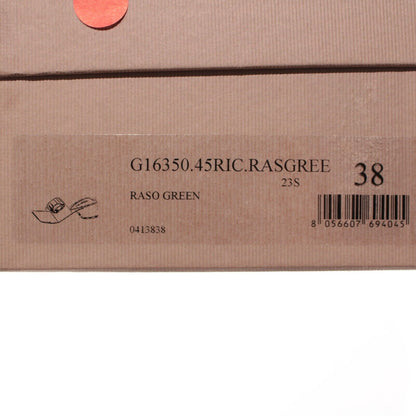 G16350.45RIC.RASGREE 38
23S
RASO GREEN
0413838
8 056607 694045